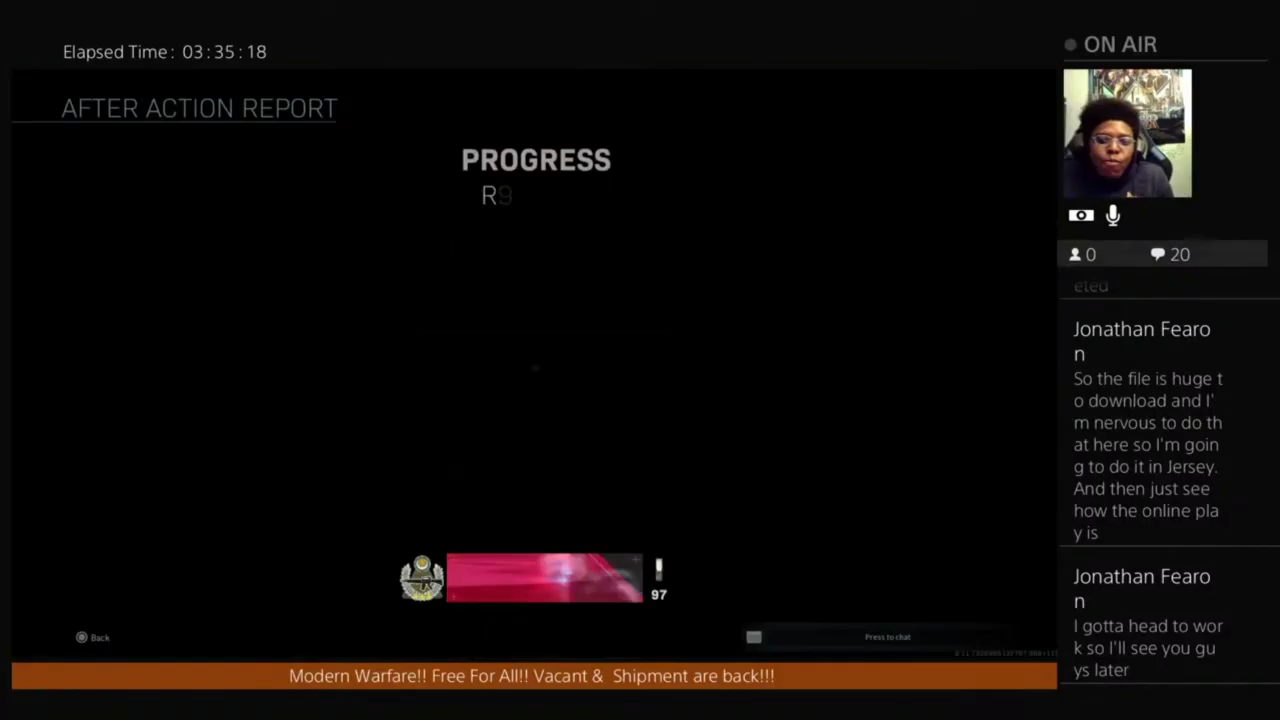 Elapsed Time: 03:35:18
ON AIR
AFTER ACTION REPORT
PROGRESS
R9
0
20
eted
Jonathan Fearo
n
So the file is huge t
o download and I'
m nervous to do th
at here so I'm goin
g to do it in Jersey.
And then just see
how the online pla
y is
Jonathan Fearo
n
I gotta head to wor
k so I'll see you gu
ys later
97
Back
Press to chat
Modern Warfare!! Free For All!! Vacant & Shipment are back!!!